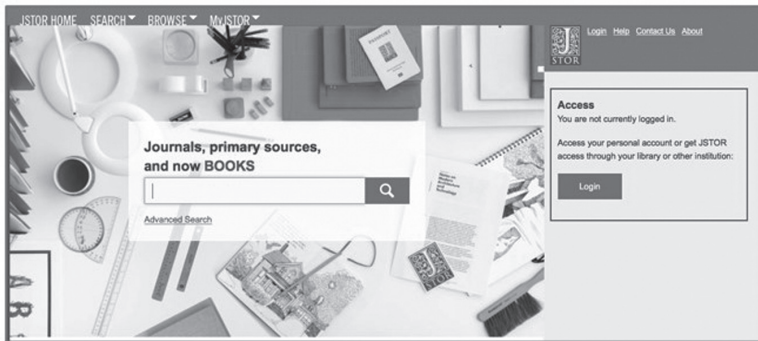 JSTOR HOME SEARCH BROWSE MyJSTOR
Login Help Contact Us About
J
STOR
Access
You are not currently logged in.
Access your personal account or get JSTOR
access through your library or other institution:
Login
Journals, primary sources,
and now BOOKS
Advanced Search
PASSPORT
J
A B